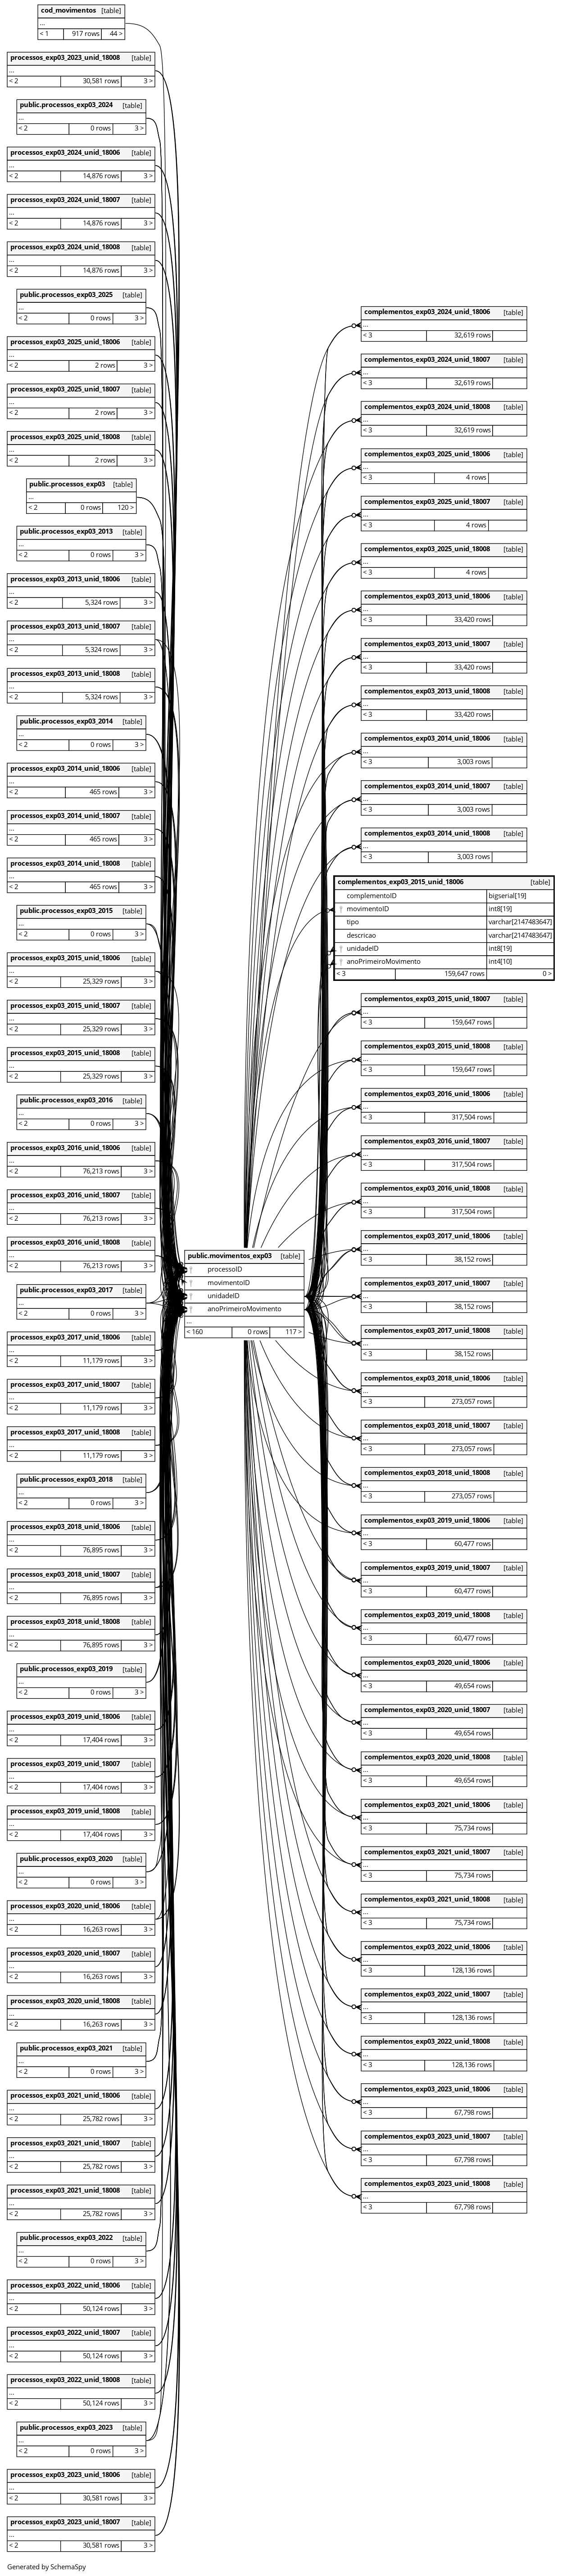 cod_movimentos [table]
...
< 1 917 rows 44 >
processos_exp03_2023_unid_18008 [table]
...
< 2 30,581 rows 3 >
public.processos_exp03_2024 [table]
...
< 2 0 rows 3 >
processos_exp03_2024_unid_18006 [table]
...
< 2 14,876 rows 3 >
processos_exp03_2024_unid_18007 [table]
...
< 2 14,876 rows 3 >
processos_exp03_2024_unid_18008 [table]
...
< 2 14,876 rows 3 >
public.processos_exp03_2025 [table]
...
< 2 0 rows 3 >
processos_exp03_2025_unid_18006 [table]
...
< 2 2 rows 3 >
processos_exp03_2025_unid_18007 [table]
...
< 2 2 rows 3 >
processos_exp03_2025_unid_18008 [table]
...
< 2 2 rows 3 >
public.processos_exp03 [table]
...
< 2 0 rows 120 >
public.processos_exp03_2013 [table]
...
< 2 0 rows 3 >
processos_exp03_2013_unid_18006 [table]
...
< 2 5,324 rows 3 >
processos_exp03_2013_unid_18007 [table]
...
< 2 5,324 rows 3 >
processos_exp03_2013_unid_18008 [table]
...
< 2 5,324 rows 3 >
public.processos_exp03_2014 [table]
...
< 2 0 rows 3 >
processos_exp03_2014_unid_18006 [table]
...
< 2 465 rows 3 >
processos_exp03_2014_unid_18007 [table]
...
< 2 465 rows 3 >
processos_exp03_2014_unid_18008 [table]
...
< 2 465 rows 3 >
public.processos_exp03_2015 [table]
...
< 2 0 rows 3 >
processos_exp03_2015_unid_18006 [table]
...
< 2 25,329 rows 3 >
processos_exp03_2015_unid_18007 [table]
...
< 2 25,329 rows 3 >
processos_exp03_2015_unid_18008 [table]
...
< 2 25,329 rows 3 >
public.processos_exp03_2016 [table]
...
< 2 0 rows 3 >
processos_exp03_2016_unid_18006 [table]
...
< 2 76,213 rows 3 >
processos_exp03_2016_unid_18007 [table]
...
< 2 76,213 rows 3 >
processos_exp03_2016_unid_18008 [table]
...
< 2 76,213 rows 3 >
public.processos_exp03_2017 [table]
...
< 2 0 rows 3 >
processos_exp03_2017_unid_18006 [table]
...
< 2 11,179 rows 3 >
processos_exp03_2017_unid_18007 [table]
...
< 2 11,179 rows 3 >
processos_exp03_2017_unid_18008 [table]
...
< 2 11,179 rows 3 >
public.processos_exp03_2018 [table]
...
< 2 0 rows 3 >
processos_exp03_2018_unid_18006 [table]
...
< 2 76,895 rows 3 >
processos_exp03_2018_unid_18007 [table]
...
< 2 76,895 rows 3 >
processos_exp03_2018_unid_18008 [table]
...
< 2 76,895 rows 3 >
public.processos_exp03_2019 [table]
...
< 2 0 rows 3 >
processos_exp03_2019_unid_18006 [table]
...
< 2 17,404 rows 3 >
processos_exp03_2019_unid_18007 [table]
...
< 2 17,404 rows 3 >
processos_exp03_2019_unid_18008 [table]
...
< 2 17,404 rows 3 >
public.processos_exp03_2020 [table]
...
< 2 0 rows 3 >
processos_exp03_2020_unid_18006 [table]
...
< 2 16,263 rows 3 >
processos_exp03_2020_unid_18007 [table]
...
< 2 16,263 rows 3 >
processos_exp03_2020_unid_18008 [table]
...
< 2 16,263 rows 3 >
public.processos_exp03_2021 [table]
...
< 2 0 rows 3 >
processos_exp03_2021_unid_18006 [table]
...
< 2 25,782 rows 3 >
processos_exp03_2021_unid_18007 [table]
...
< 2 25,782 rows 3 >
processos_exp03_2021_unid_18008 [table]
...
< 2 25,782 rows 3 >
public.processos_exp03_2022 [table]
...
< 2 0 rows 3 >
processos_exp03_2022_unid_18006 [table]
...
< 2 50,124 rows 3 >
processos_exp03_2022_unid_18007 [table]
...
< 2 50,124 rows 3 >
processos_exp03_2022_unid_18008 [table]
...
< 2 50,124 rows 3 >
public.processos_exp03_2023 [table]
...
< 2 0 rows 3 >
processos_exp03_2023_unid_18006 [table]
...
< 2 30,581 rows 3 >
processos_exp03_2023_unid_18007 [table]
...
< 2 30,581 rows 3 >
public.movimentos_exp03 [table]
processoID
movimentoID
unidadeID
anoPrimeiroMovimento
...
< 160 0 rows 117 >
complementos_exp03_2024_unid_18006 [table]
...
< 3 32,619 rows
complementos_exp03_2024_unid_18007 [table]
...
< 3 32,619 rows
complementos_exp03_2024_unid_18008 [table]
...
< 3 32,619 rows
complementos_exp03_2025_unid_18006 [table]
...
< 3 4 rows
complementos_exp03_2025_unid_18007 [table]
...
< 3 4 rows
complementos_exp03_2025_unid_18008 [table]
...
< 3 4 rows
complementos_exp03_2013_unid_18006 [table]
...
< 3 33,420 rows
complementos_exp03_2013_unid_18007 [table]
...
< 3 33,420 rows
complementos_exp03_2013_unid_18008 [table]
...
< 3 33,420 rows
complementos_exp03_2014_unid_18006 [table]
...
< 3 3,003 rows
complementos_exp03_2014_unid_18007 [table]
...
< 3 3,003 rows
complementos_exp03_2014_unid_18008 [table]
...
< 3 3,003 rows
complementos_exp03_2015_unid_18006 [table]
complementoID bigserial[19]
movimentoID int8[19]
tipo varchar[2147483647]
descricao varchar[2147483647]
unidadeID int8[19]
anoPrimeiroMovimento int4[10]
< 3 159,647 rows 0 >
complementos_exp03_2015_unid_18007 [table]
...
< 3 159,647 rows
complementos_exp03_2015_unid_18008 [table]
...
< 3 159,647 rows
complementos_exp03_2016_unid_18006 [table]
...
< 3 317,504 rows
complementos_exp03_2016_unid_18007 [table]
...
< 3 317,504 rows
complementos_exp03_2016_unid_18008 [table]
...
< 3 317,504 rows
complementos_exp03_2017_unid_18006 [table]
...
< 3 38,152 rows
complementos_exp03_2017_unid_18007 [table]
...
< 3 38,152 rows
complementos_exp03_2017_unid_18008 [table]
...
< 3 38,152 rows
complementos_exp03_2018_unid_18006 [table]
...
< 3 273,057 rows
complementos_exp03_2018_unid_18007 [table]
...
< 3 273,057 rows
complementos_exp03_2018_unid_18008 [table]
...
< 3 273,057 rows
complementos_exp03_2019_unid_18006 [table]
...
< 3 60,477 rows
complementos_exp03_2019_unid_18007 [table]
...
< 3 60,477 rows
complementos_exp03_2019_unid_18008 [table]
...
< 3 60,477 rows
complementos_exp03_2020_unid_18006 [table]
...
< 3 49,654 rows
complementos_exp03_2020_unid_18007 [table]
...
< 3 49,654 rows
complementos_exp03_2020_unid_18008 [table]
...
< 3 49,654 rows
complementos_exp03_2021_unid_18006 [table]
...
< 3 75,734 rows
complementos_exp03_2021_unid_18007 [table]
...
< 3 75,734 rows
complementos_exp03_2021_unid_18008 [table]
...
< 3 75,734 rows
complementos_exp03_2022_unid_18006 [table]
...
< 3 128,136 rows
complementos_exp03_2022_unid_18007 [table]
...
< 3 128,136 rows
complementos_exp03_2022_unid_18008 [table]
...
< 3 128,136 rows
complementos_exp03_2023_unid_18006 [table]
...
< 3 67,798 rows
complementos_exp03_2023_unid_18007 [table]
...
< 3 67,798 rows
complementos_exp03_2023_unid_18008 [table]
...
< 3 67,798 rows
Generated by SchemaSpy